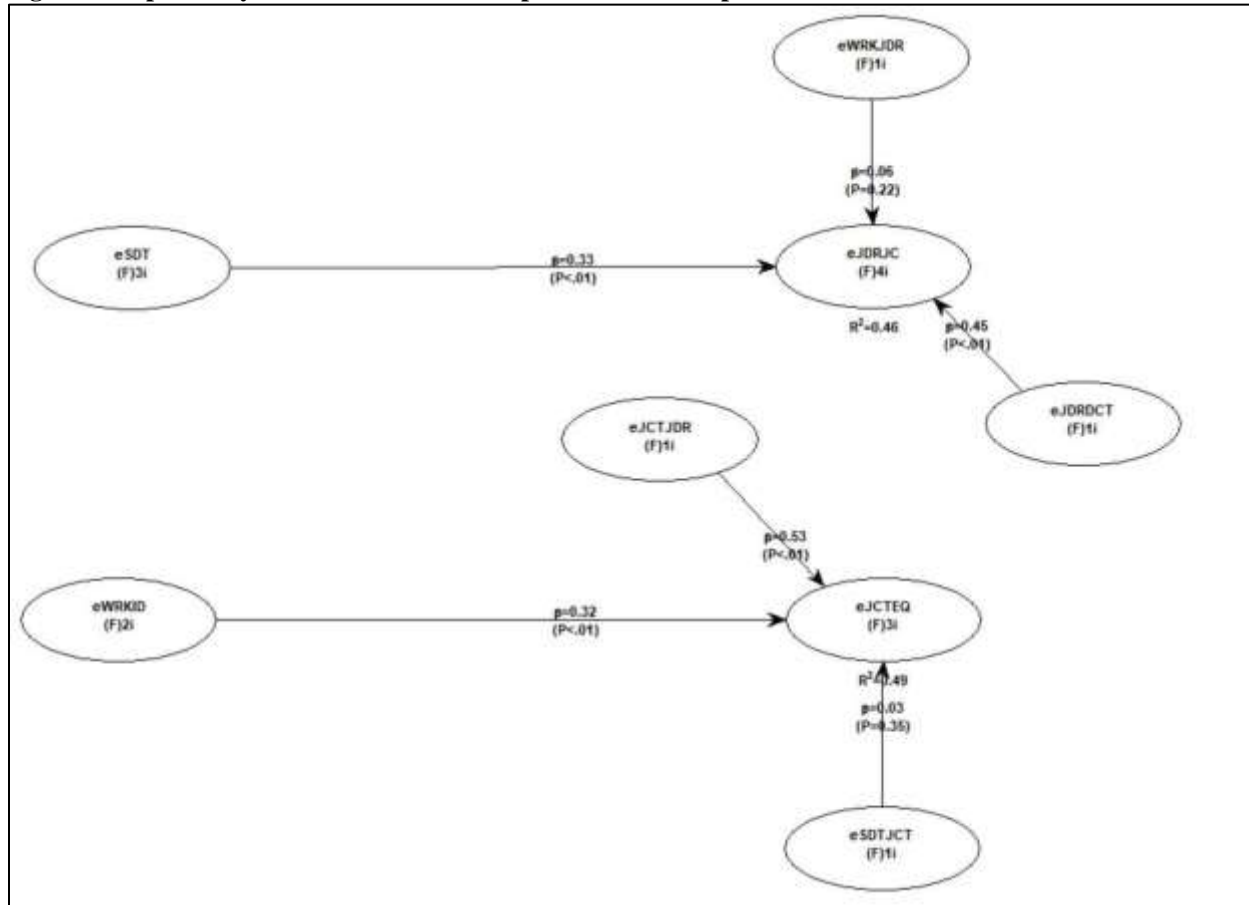 eWRKJDR
(F)1i
β=0.06
(P=0.22)
eSDT
(F)3i
β=0.33
(P<.01)
eJDRJC
(F)4i
R²=0.46
β=0.45
(P<.01)
eJDRDCT
(F)1i
eJCTJDR
(F)1i
β=0.53
(P<.01)
eWRKID
(F)2i
β=0.32
(P<.01)
eJCTEQ
(F)3i
R²=0.49
β=0.03
(P=0.35)
eSDTJCT
(F)1i